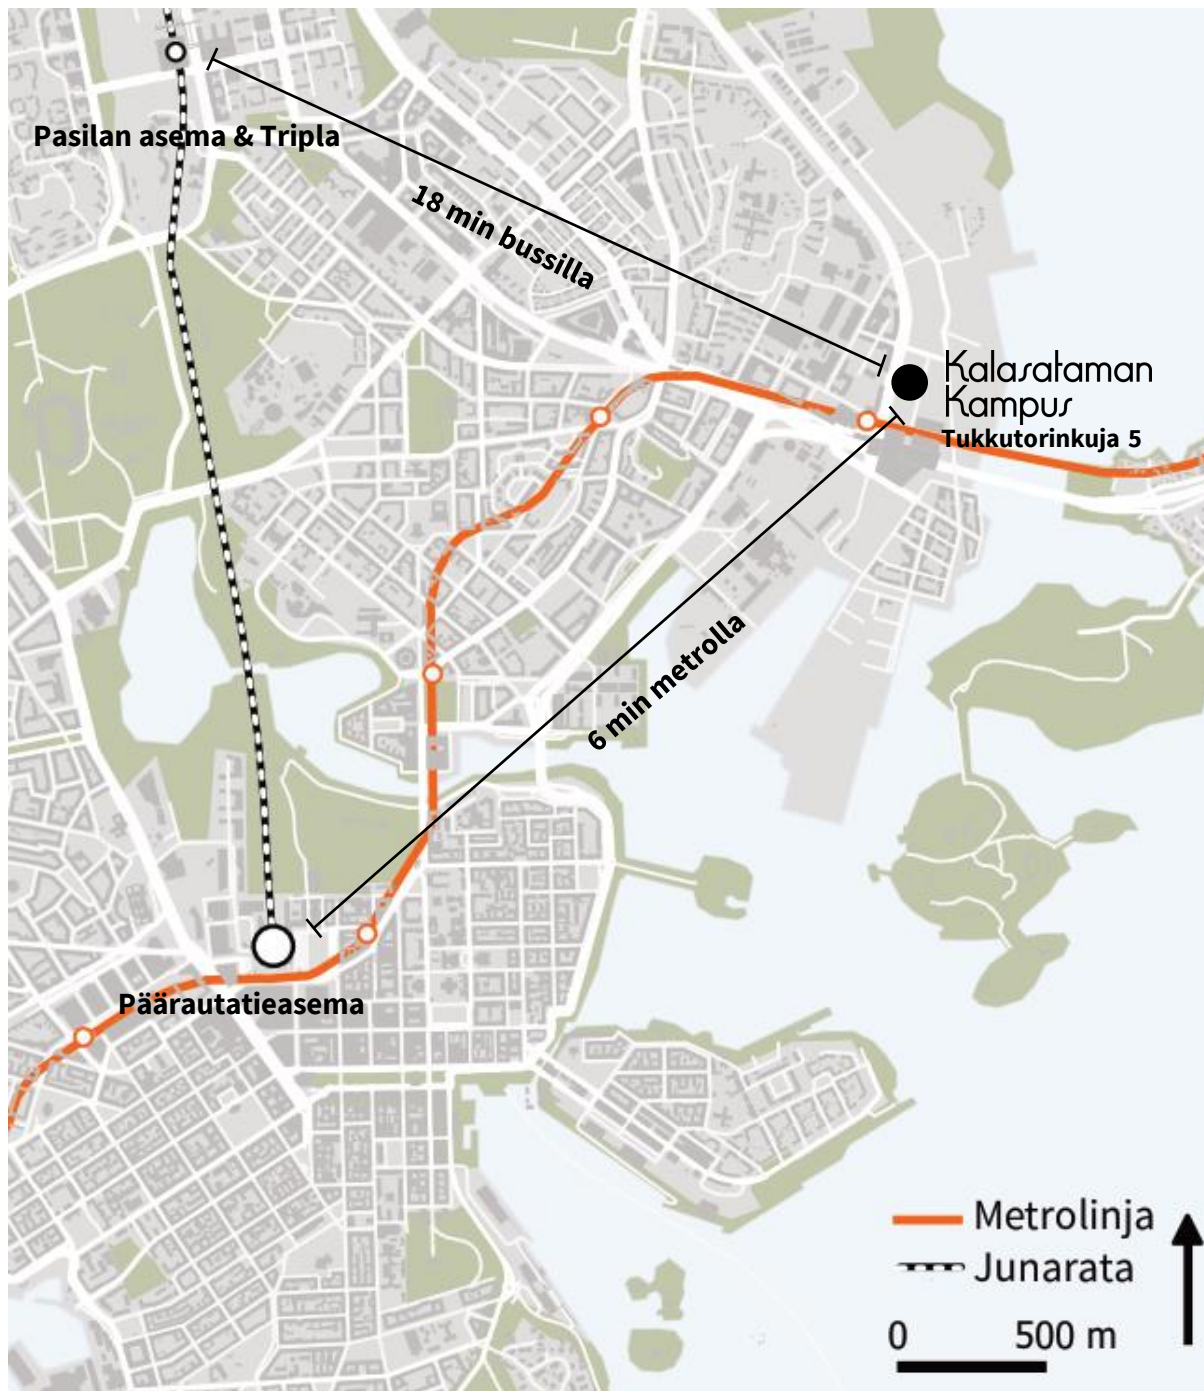 Pasilan asema & Tripla
18 min bussilla
Kalasataman
Kampus
Tukkutorinkuja 5
6 min metrolla
Päärautatieasema
Metrolinja
Junarata
0 500 m